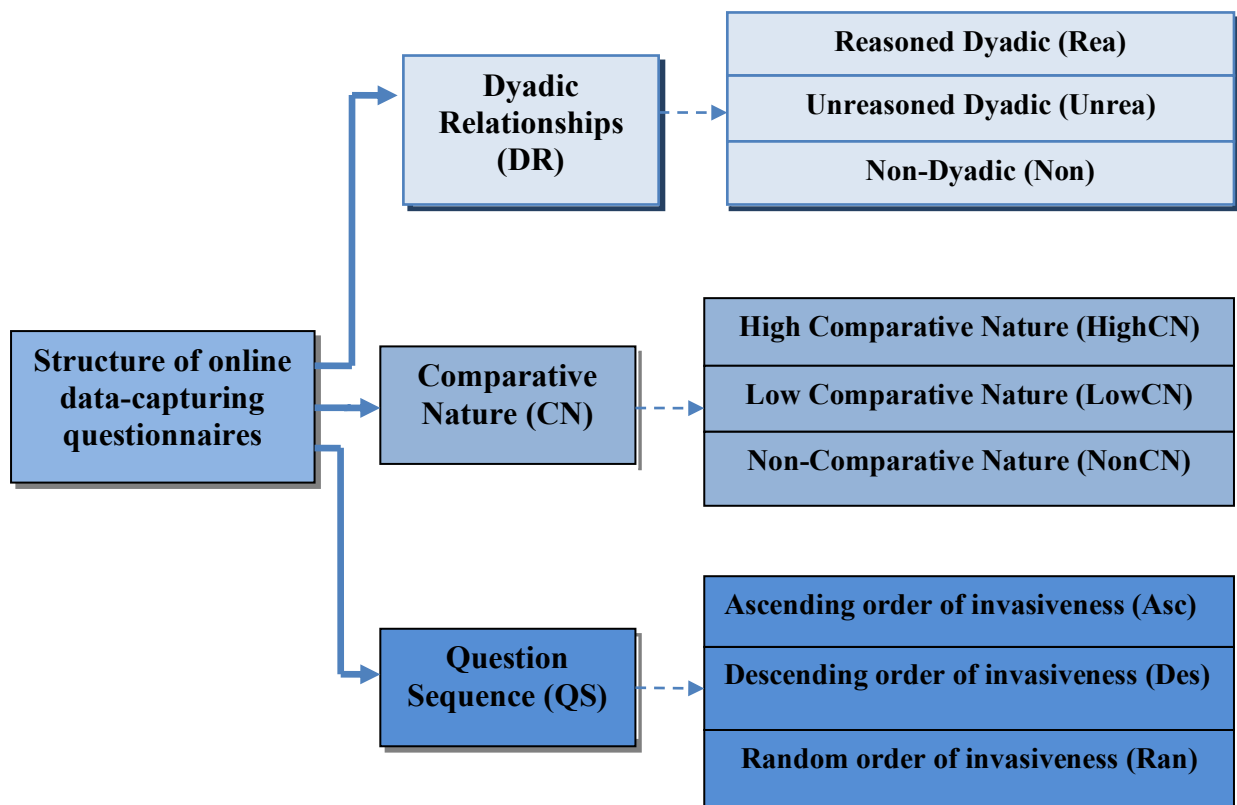 Structure of online
data-capturing
questionnaires
Dyadic
Relationships
(DR)
Reasoned Dyadic (Rea)
Unreasoned Dyadic (Unrea)
Non-Dyadic (Non)
Comparative
Nature (CN)
High Comparative Nature (HighCN)
Low Comparative Nature (LowCN)
Non-Comparative Nature (NonCN)
Question
Sequence (QS)
Ascending order of invasiveness (Asc)
Descending order of invasiveness (Des)
Random order of invasiveness (Ran)